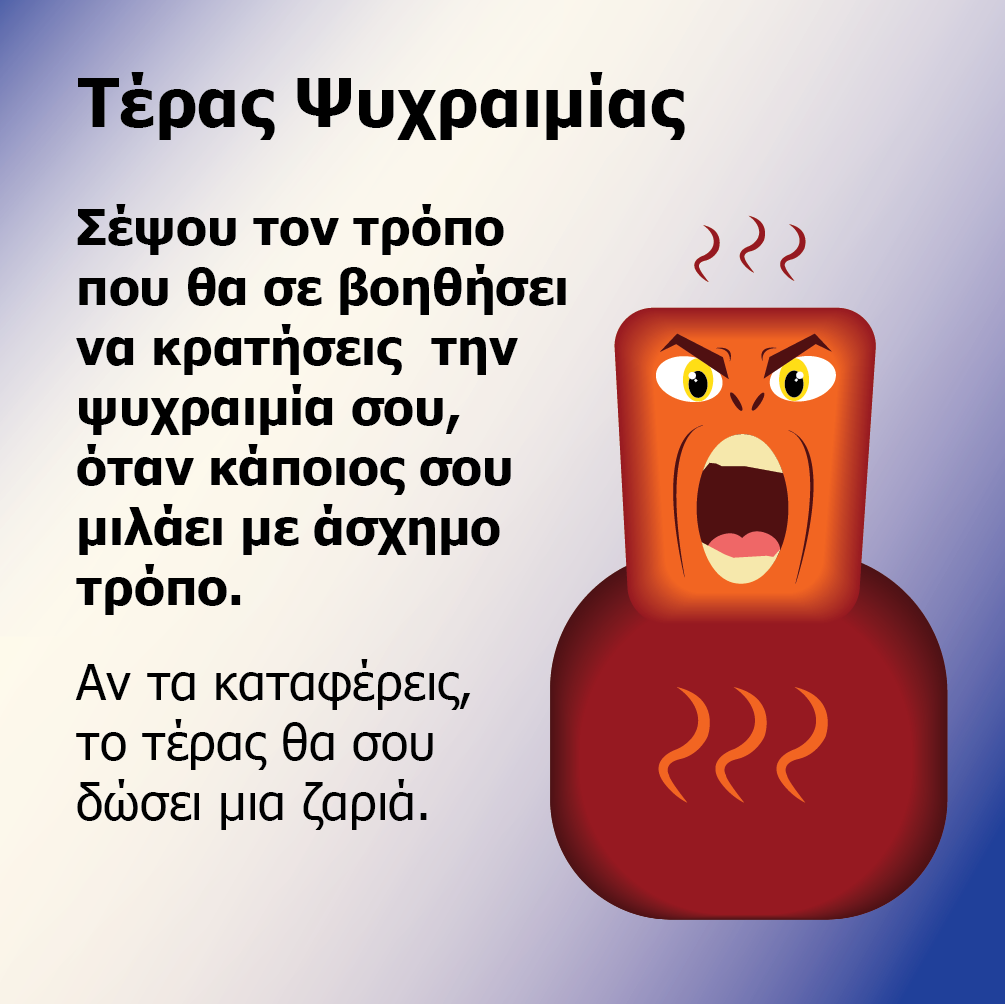 Τέρας Ψυχραιμίας
Σέψου τον τρόπο
που θα σε βοηθήσει
να κρατήσεις  την
ψυχραιμία σου,
όταν κάποιος σου
μιλάει με άσχημο
τρόπο.
Αν τα καταφέρεις,
το τέρας θα σου
δώσει μια ζαριά.